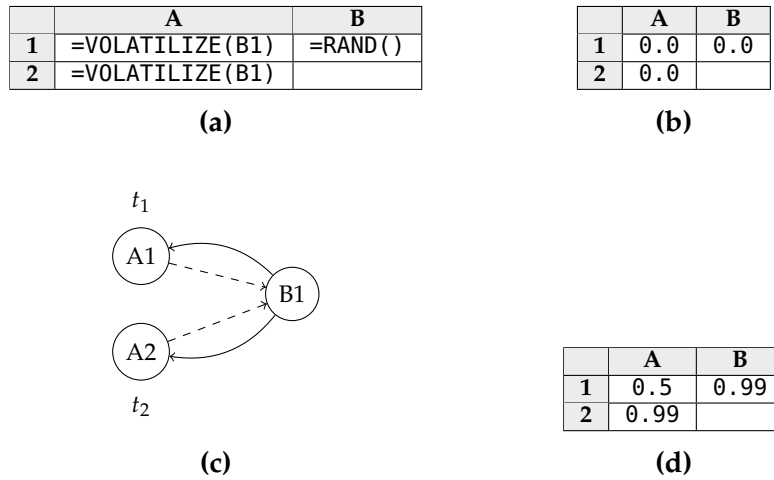 A B
1 =VOLATILIZE(B1) =RAND()
2 =VOLATILIZE(B1)
(a)
A B
1 0.0 0.0
2 0.0
(b)
t1
A1
B1
A2
t2
(c)
A B
1 0.5 0.99
2 0.99
(d)